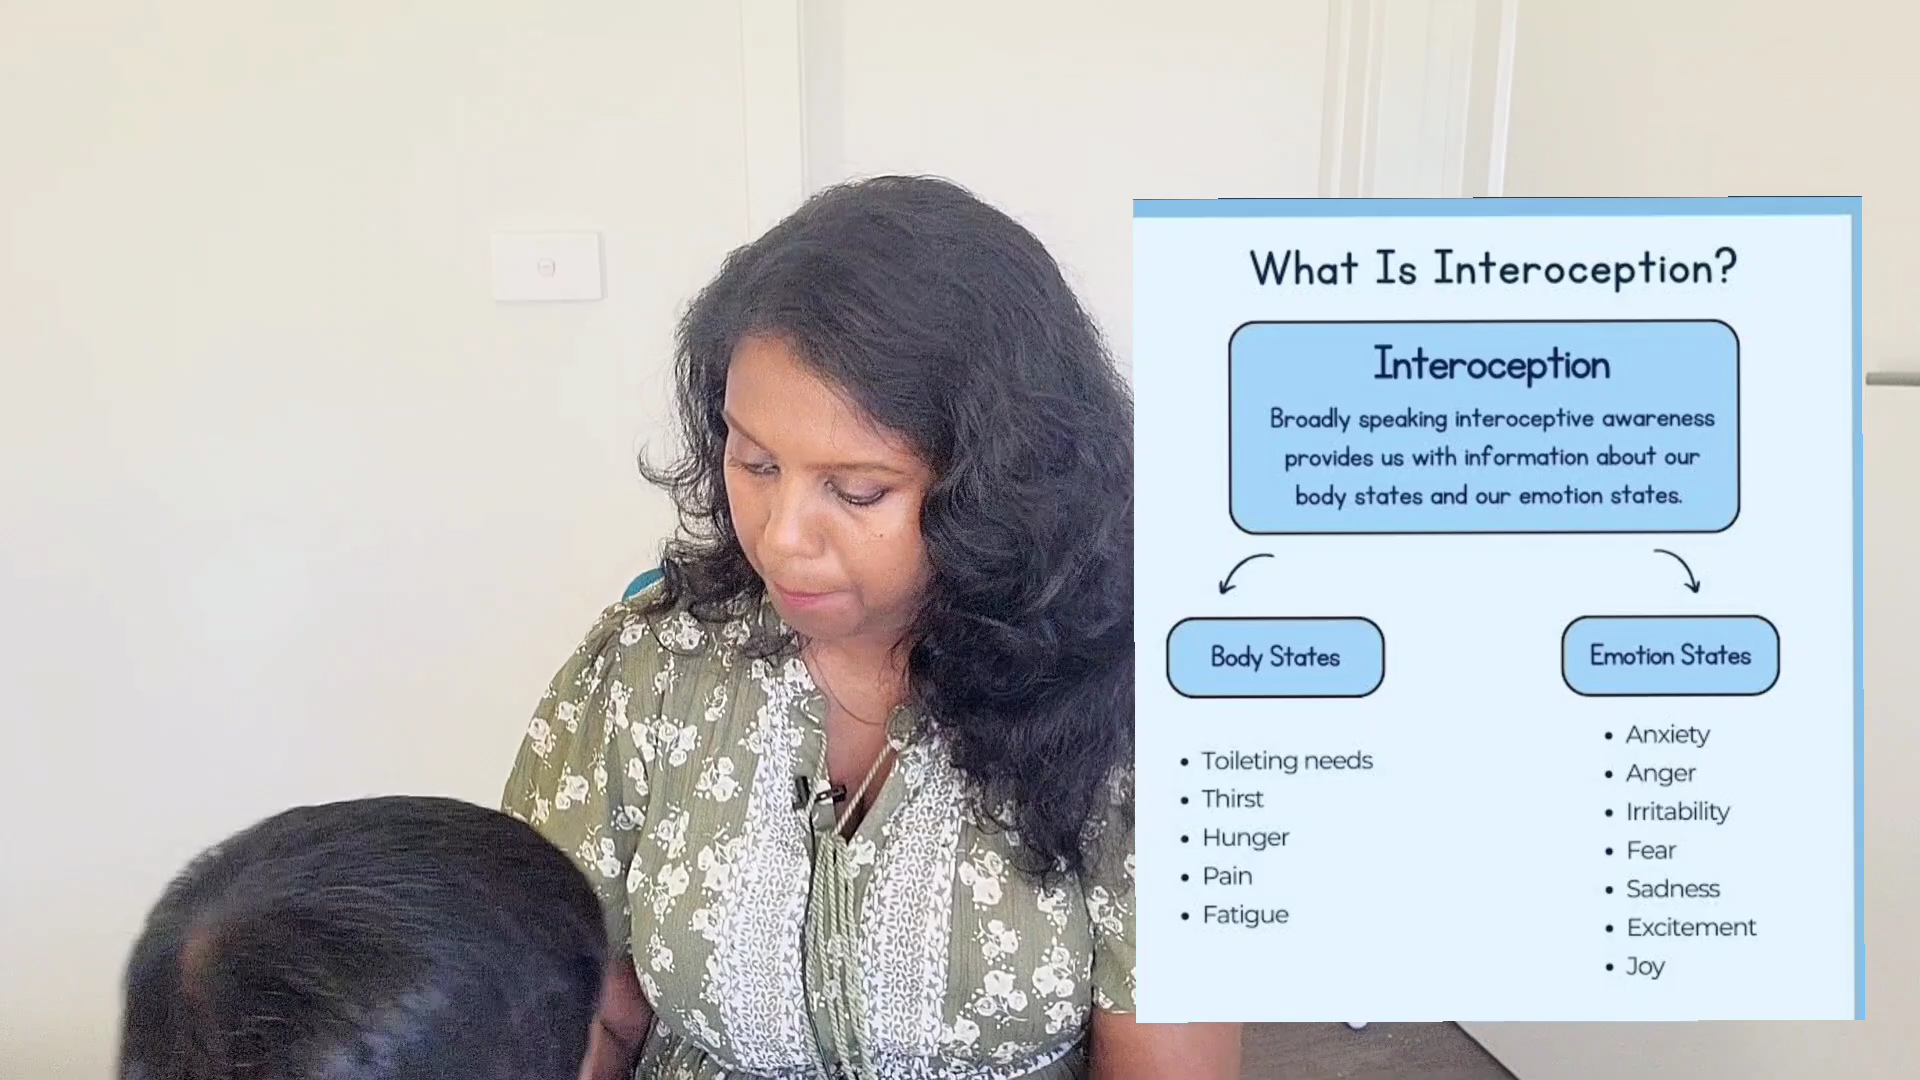 What Is Interoception?
Interoception
Broadly speaking interoceptive awareness
provides us with information about our
body states and our emotion states.
Body States
Toileting needs
Thirst
Hunger
Pain
Fatigue
Emotion States
Anxiety
Anger
Irritability
Fear
Sadness
Excitement
Joy